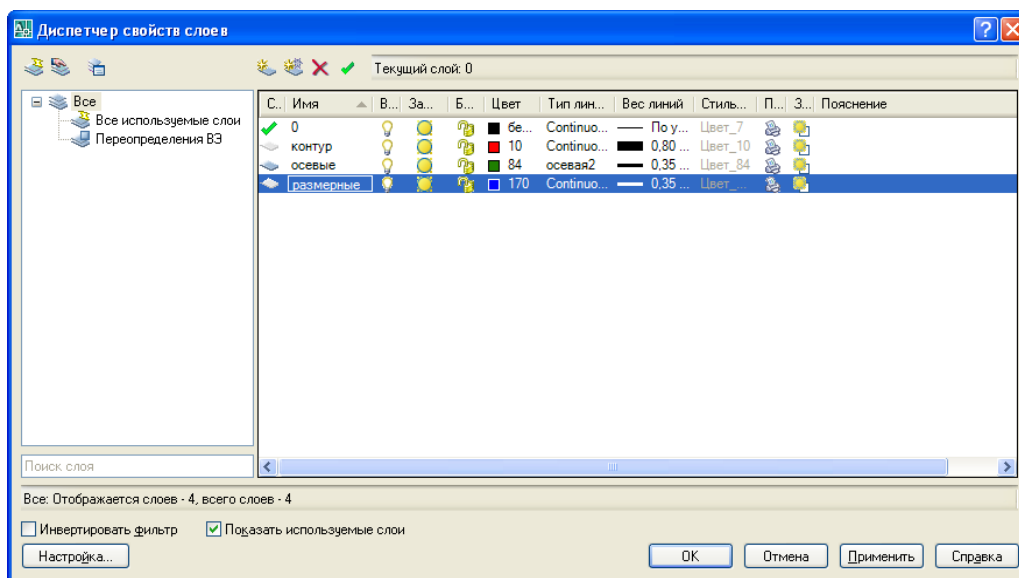 Диспетчер свойств слоев
Текущий слой: 0
Все
Все используемые слои
Переопределения ВЭ
С.. Имя В... За... Б... Цвет Тип лин... Вес линий Стиль... П... З... Пояснение
0 бе... Continuo... По у... Цвет_7
контур 10 Continuo... 0,80 ... Цвет_10
осевые 84 осевая2 0,35 ... Цвет_84
размерные 170 Continuo... 0,35 ... Цвет_...
Поиск слоя
Все: Отображается слоев - 4, всего слоев - 4
Инвертировать фильтр Показать используемые слои
Настройка... OK Отмена Применить Справка